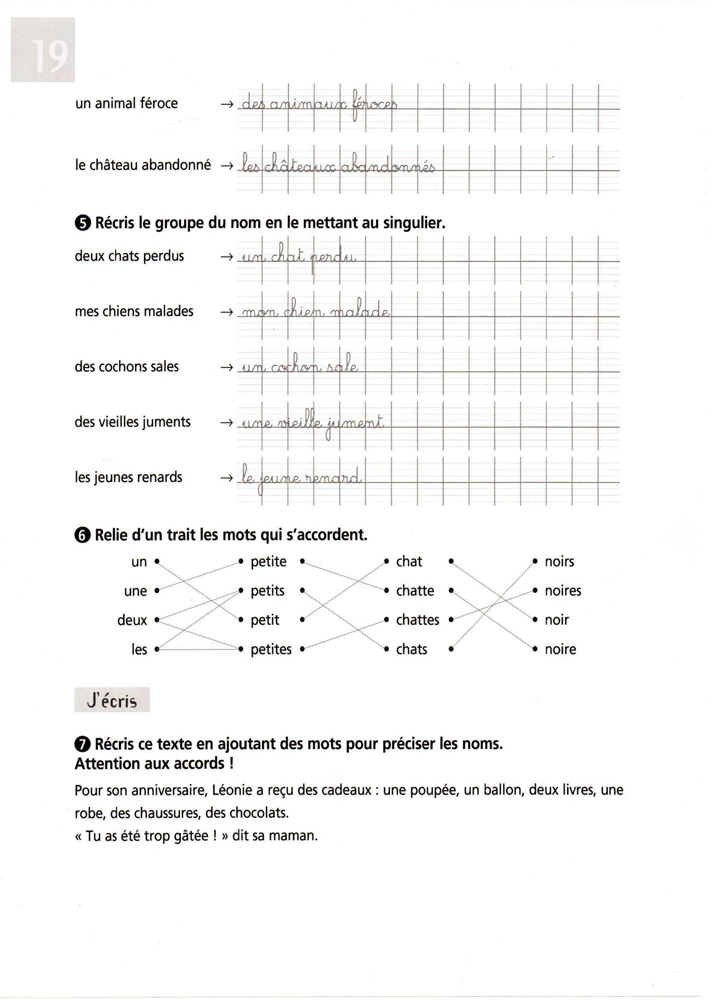 19
un animal féroce → des animaux féroces
le château abandonné → les châteaux abandonnés
5 Récris le groupe du nom en le mettant au singulier.
deux chats perdus → un chat perdu
mes chiens malades → mon chien malade
des cochons sales → un cochon sale
des vieilles juments → une vieille jument
les jeunes renards → le jeune renard
6 Relie d'un trait les mots qui s'accordent.
un • • petite • • chat • • noirs
une • • petits • • chatte • • noires
deux • • petit • • chattes • • noir
les • • petites • • chats • • noire
J'écris
7 Récris ce texte en ajoutant des mots pour préciser les noms.
Attention aux accords !
Pour son anniversaire, Léonie a reçu des cadeaux : une poupée, un ballon, deux livres, une
robe, des chaussures, des chocolats.
« Tu as été trop gâtée ! » dit sa maman.